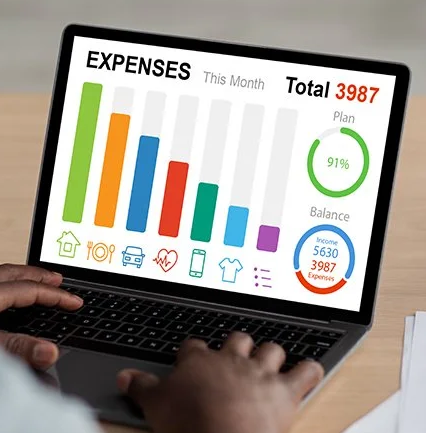 EXPENSES This Month Total 3987
Plan
91%
Balance
Income
5630
3987
Expenses